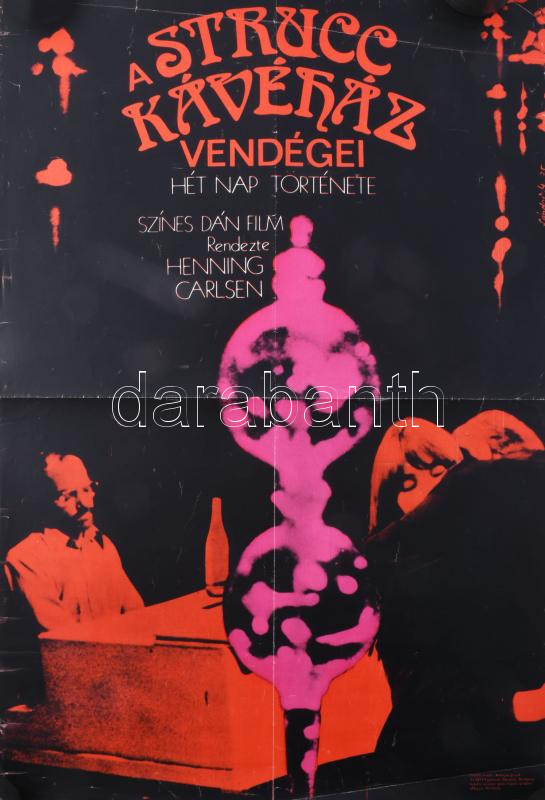 A STRUCC
KÁVÉHÁZ
VENDÉGEI
HÉT NAP TÖRTÉNETE
SZÍNES DÁN FILM
Rendezte
HENNING
CARLSEN
darabanth